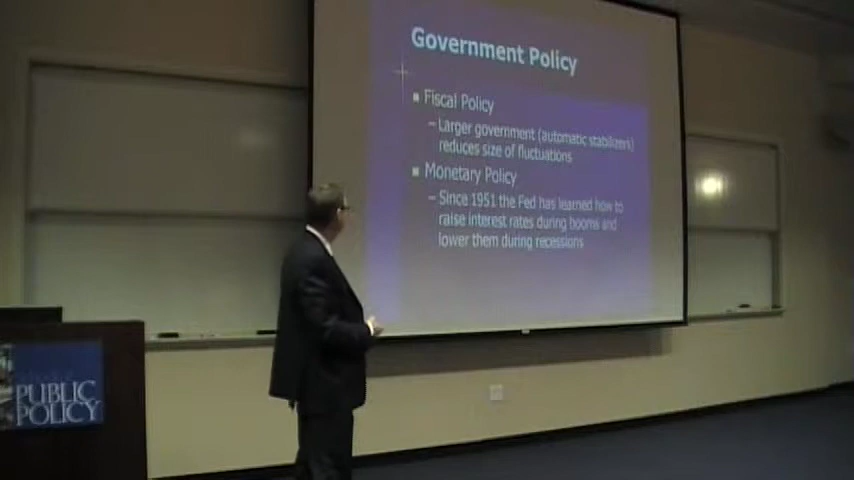 Government Policy
Fiscal Policy
– Larger government (automatic stabilizers)
reduces size of fluctuations
Monetary Policy
– Since 1951 the Fed has learned how to
raise interest rates during booms and
lower them during recessions
PUBLIC
POLICY